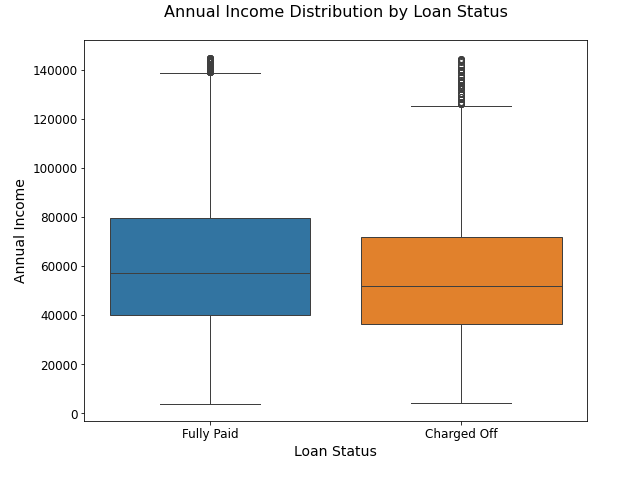 Annual Income Distribution by Loan Status
140000
120000
100000
80000
60000
40000
20000
0
Annual Income
Fully Paid
Charged Off
Loan Status